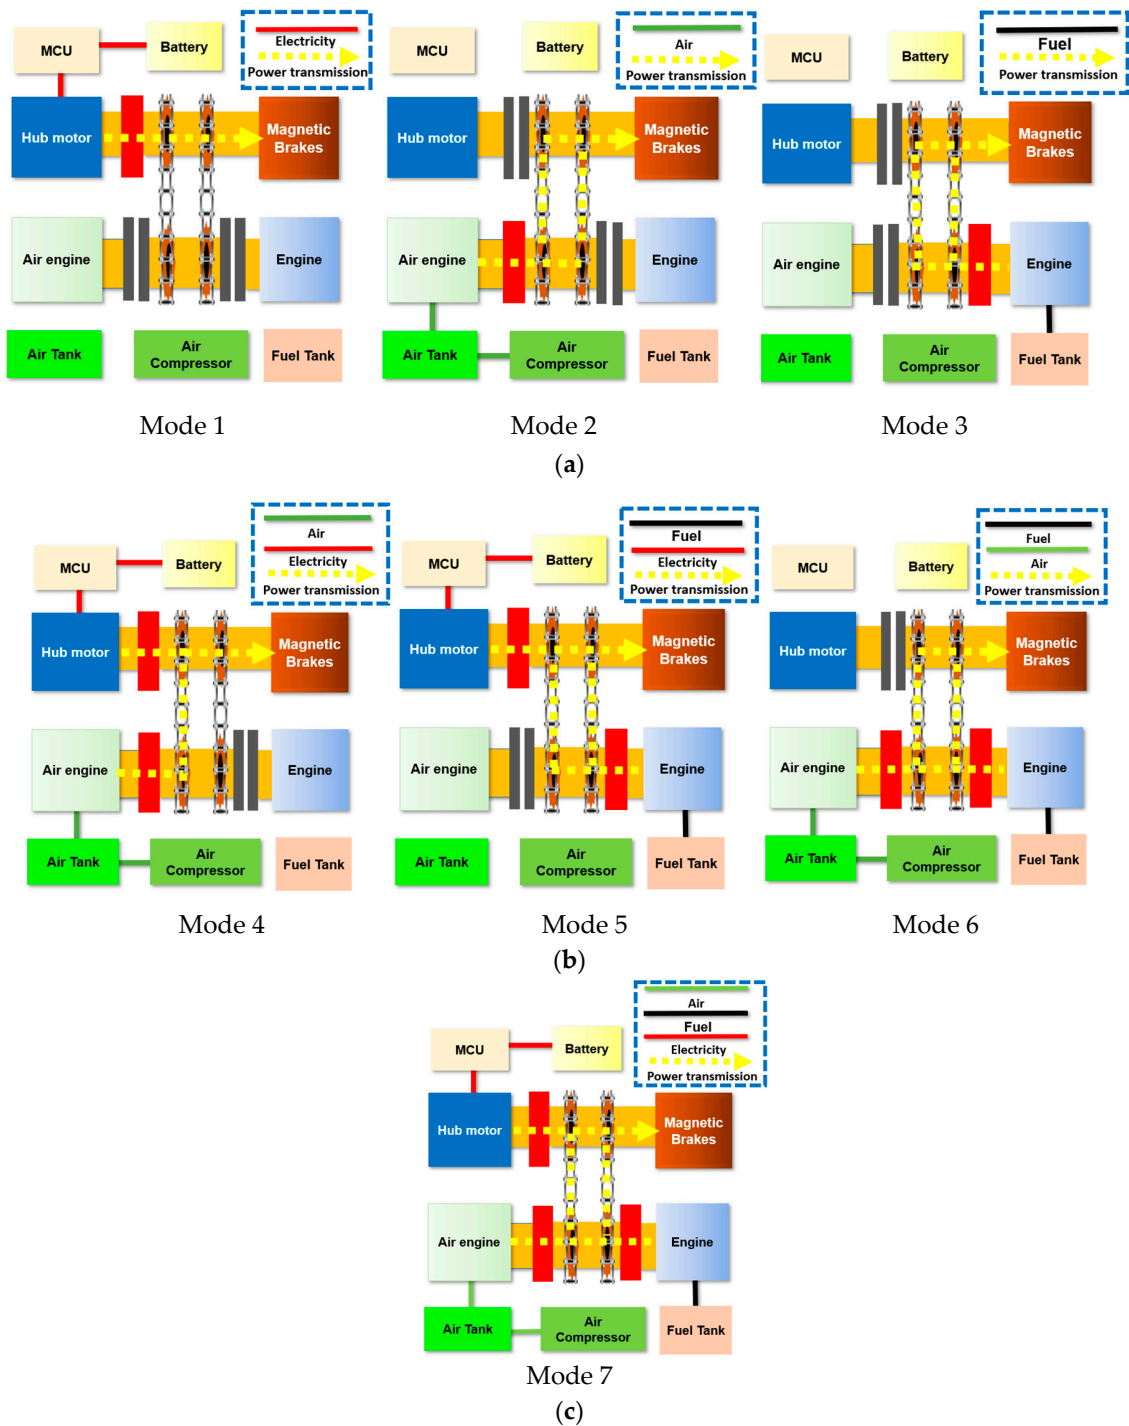 MCU
Battery
Electricity
Power transmission
Hub motor
Magnetic
Brakes
Air engine
Engine
Air Tank
Air
Compressor
Fuel Tank
Mode 1
MCU
Battery
Air
Power transmission
Hub motor
Magnetic
Brakes
Air engine
Engine
Air Tank
Air
Compressor
Fuel Tank
Mode 2
MCU
Battery
Fuel
Power transmission
Hub motor
Magnetic
Brakes
Air engine
Engine
Air Tank
Air
Compressor
Fuel Tank
Mode 3
(a)
MCU
Battery
Air
Electricity
Power transmission
Hub motor
Magnetic
Brakes
Air engine
Engine
Air Tank
Air
Compressor
Fuel Tank
Mode 4
MCU
Battery
Fuel
Electricity
Power transmission
Hub motor
Magnetic
Brakes
Air engine
Engine
Air Tank
Air
Compressor
Fuel Tank
Mode 5
MCU
Battery
Fuel
Air
Power transmission
Hub motor
Magnetic
Brakes
Air engine
Engine
Air Tank
Air
Compressor
Fuel Tank
Mode 6
(b)
MCU
Battery
Air
Fuel
Electricity
Power transmission
Hub motor
Magnetic
Brakes
Air engine
Engine
Air Tank
Air
Compressor
Fuel Tank
Mode 7
(c)